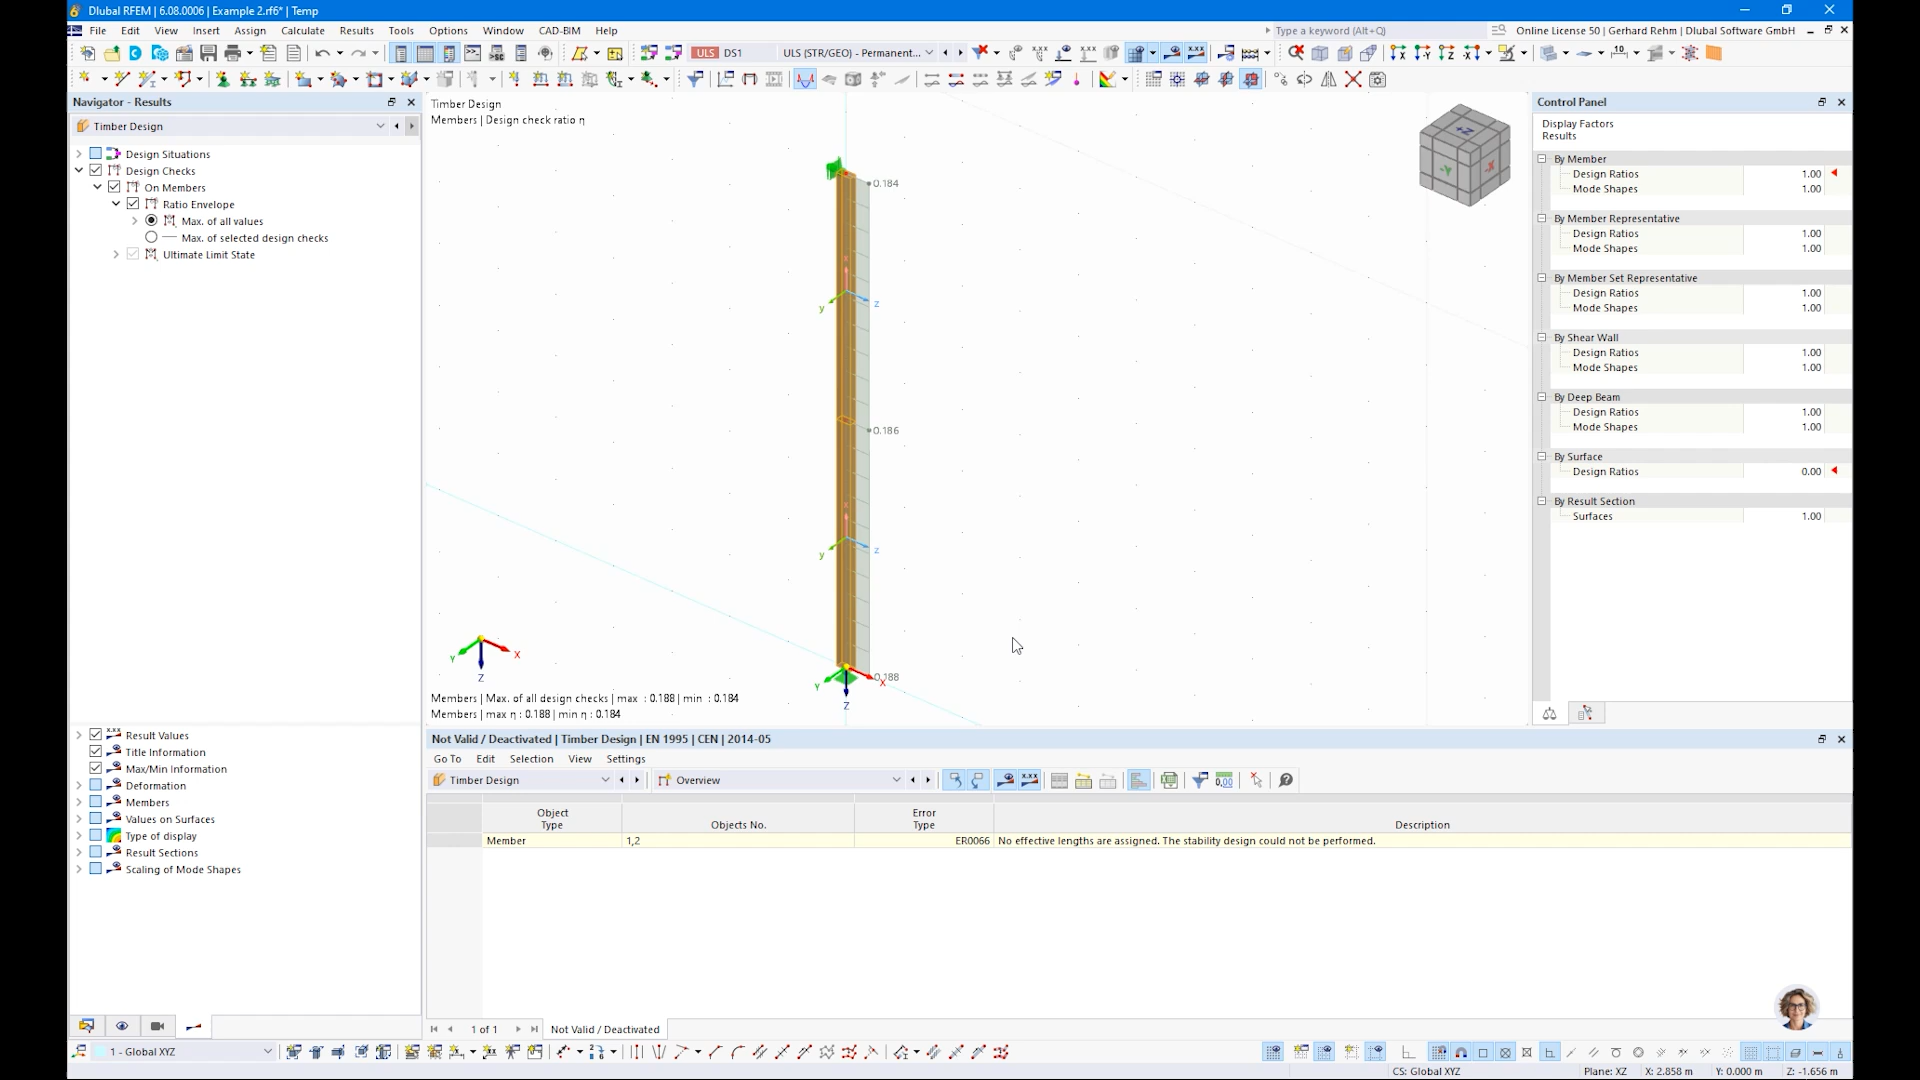 Dlubal RFEM | 6.08.0006 | Example 2.rf6* | Temp
File Edit View Insert Assign Calculate Results Tools Options Window CAD-BIM Help
Type a keyword (Alt+Q)
Online License 50 | Gerhard Rehm | Dlubal Software GmbH
ULS DS1 ULS (STR/GEO) - Permanent...
Navigator - Results
Timber Design
Design Situations
Design Checks
On Members
Ratio Envelope
Max. of all values
Max. of selected design checks
Ultimate Limit State
Result Values
Title Information
Max/Min Information
Deformation
Members
Values on Surfaces
Type of display
Result Sections
Scaling of Mode Shapes
1 - Global XYZ
Timber Design
Members | Design check ratio η
0.184
x
y z
0.186
x
y z
0.188
Y X
Z
Y X
Z
+Z
-Y -X
Members | Max. of all design checks | max : 0.188 | min : 0.184
Members | max η : 0.188 | min η : 0.184
Control Panel
Display Factors
Results
By Member
Design Ratios 1.00
Mode Shapes 1.00
By Member Representative
Design Ratios 1.00
Mode Shapes 1.00
By Member Set Representative
Design Ratios 1.00
Mode Shapes 1.00
By Shear Wall
Design Ratios 1.00
Mode Shapes 1.00
By Deep Beam
Design Ratios 1.00
Mode Shapes 1.00
By Surface
Design Ratios 0.00
By Result Section
Surfaces 1.00
Not Valid / Deactivated | Timber Design | EN 1995 | CEN | 2014-05
Go To Edit Selection View Settings
Timber Design Overview
Object Type Objects No. Error Type Description
Member 1,2 ER0066 No effective lengths are assigned. The stability design could not be performed.
1 of 1 Not Valid / Deactivated
CS: Global XYZ Plane: XZ X: 2.858 m Y: 0.000 m Z: -1.656 m